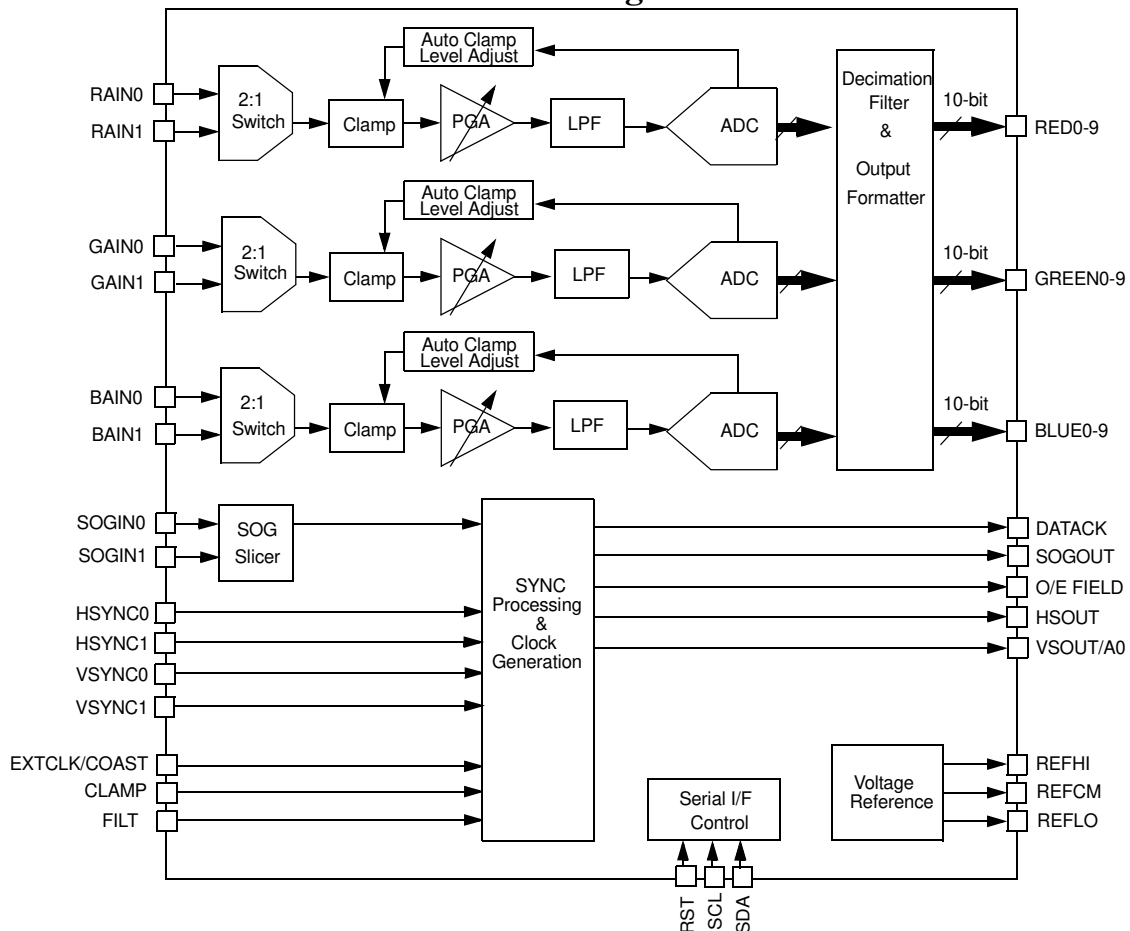 Auto Clamp
Level Adjust
RAIN0
RAIN1
2:1
Switch
Clamp
PGA
LPF
ADC
Decimation
Filter
&
Output
Formatter
10-bit
RED0-9
Auto Clamp
Level Adjust
GAIN0
GAIN1
2:1
Switch
Clamp
PGA
LPF
ADC
10-bit
GREEN0-9
Auto Clamp
Level Adjust
BAIN0
BAIN1
2:1
Switch
Clamp
PGA
LPF
ADC
10-bit
BLUE0-9
SOGIN0
SOGIN1
SOG
Slicer
HSYNC0
HSYNC1
VSYNC0
VSYNC1
EXTCLK/COAST
CLAMP
FILT
SYNC
Processing
&
Clock
Generation
DATACK
SOGOUT
O/E FIELD
HSOUT
VSOUT/A0
Serial I/F
Control
RST
SCL
SDA
Voltage
Reference
REFHI
REFCM
REFLO